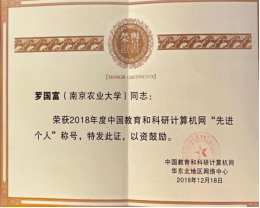 HONOR CERTIFICATE
罗国富（南京农业大学）同志：
荣获2018年度中国教育和科研计算机网“先进
个人”称号，特发此证，以资鼓励。
中国教育和科研计算机网
华东北地区网络中心
2018年12月18日